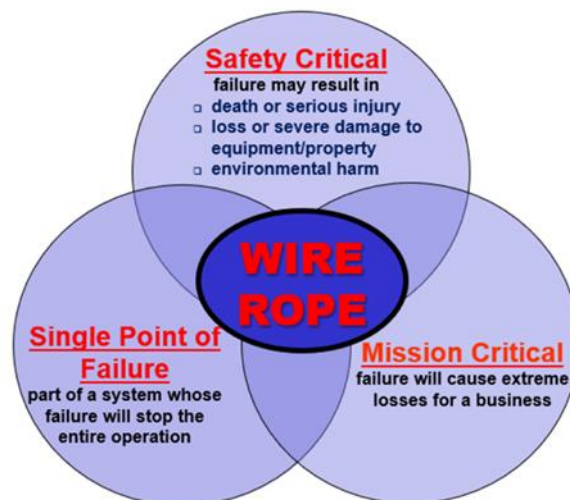 Safety Critical
failure may result in
❑ death or serious injury
❑ loss or severe damage to
equipment/property
❑ environmental harm
WIRE
ROPE
Single Point of
Failure
part of a system whose
failure will stop the
entire operation
Mission Critical
failure will cause extreme
losses for a business